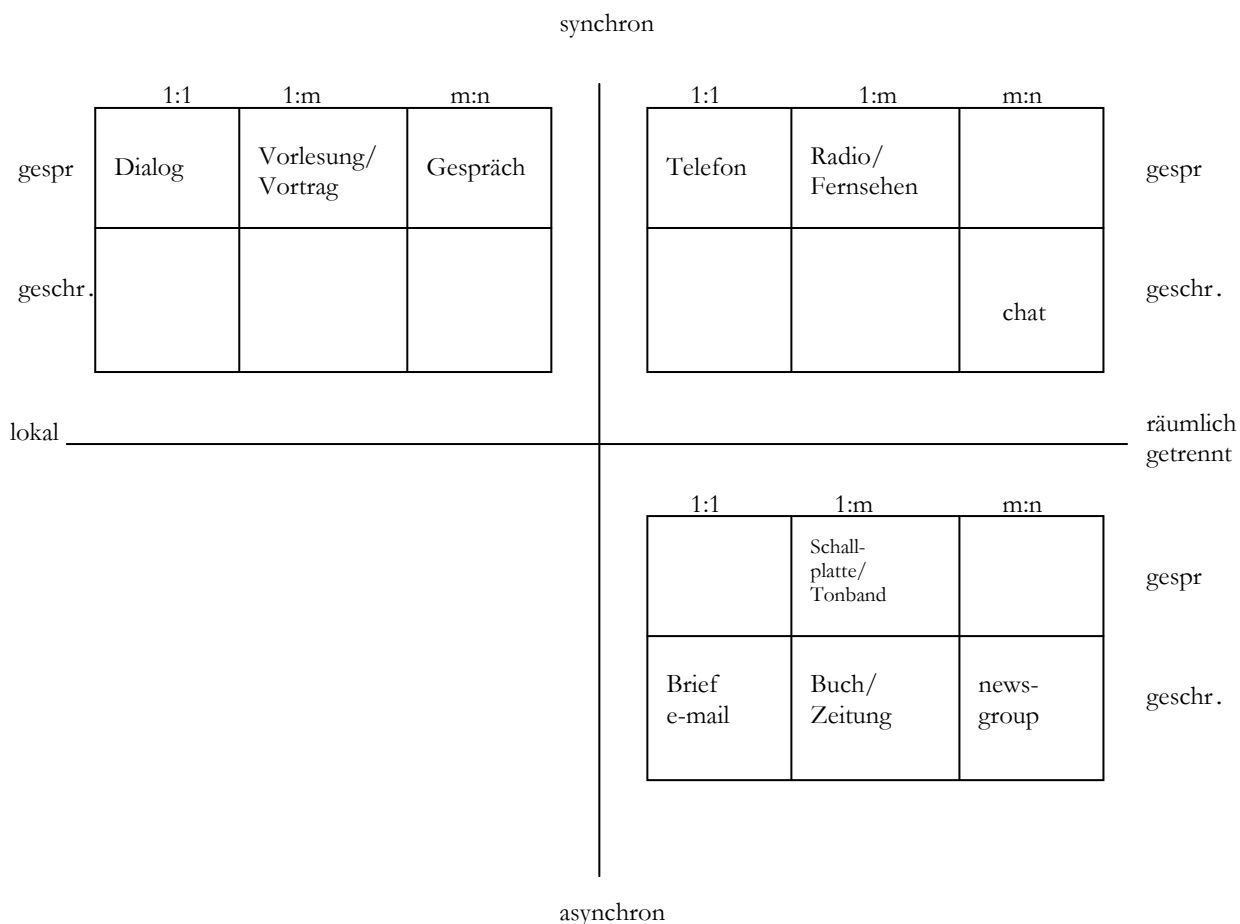 synchron
1:1 1:m m:n
1:1 1:m m:n
gespr
Dialog
Vorlesung/
Vortrag
Gespräch
Telefon
Radio/
Fernsehen
gespr
geschr.
chat
geschr.
lokal
räumlich
getrennt
1:1 1:m m:n
Schall-
platte/
Tonband
gespr
Brief
e-mail
Buch/
Zeitung
news-
group
geschr.
asynchron